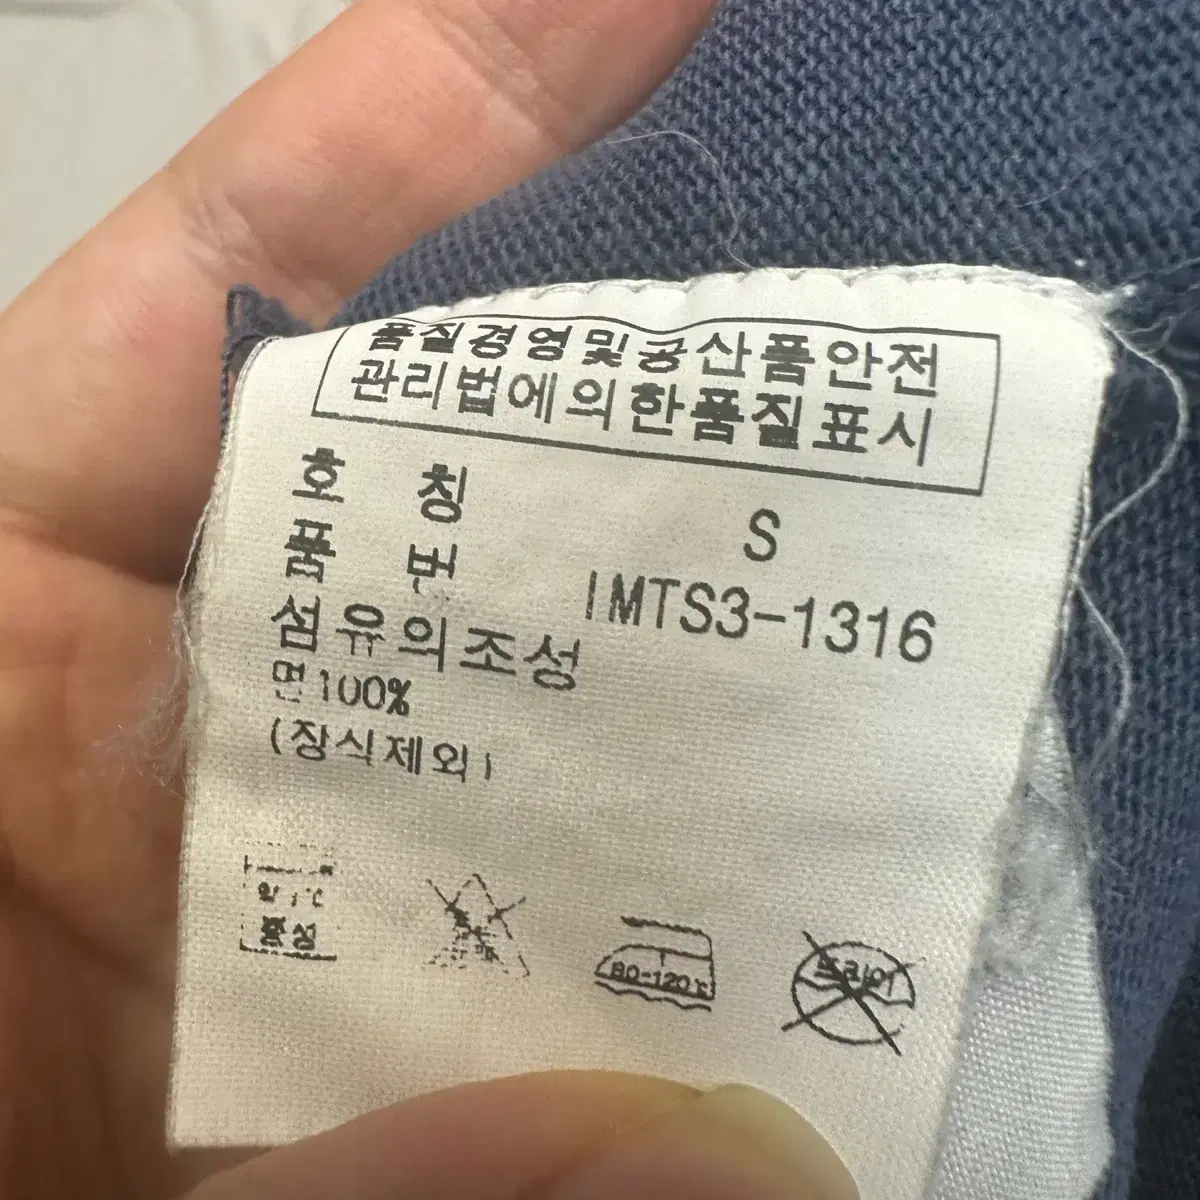 품질경영및공산품안전
관리법에의한품질표시
호 칭 S
품 번 IMTS3-1316
섬유의조성
면100%
(장식제외)
중성
80-120℃
드라이